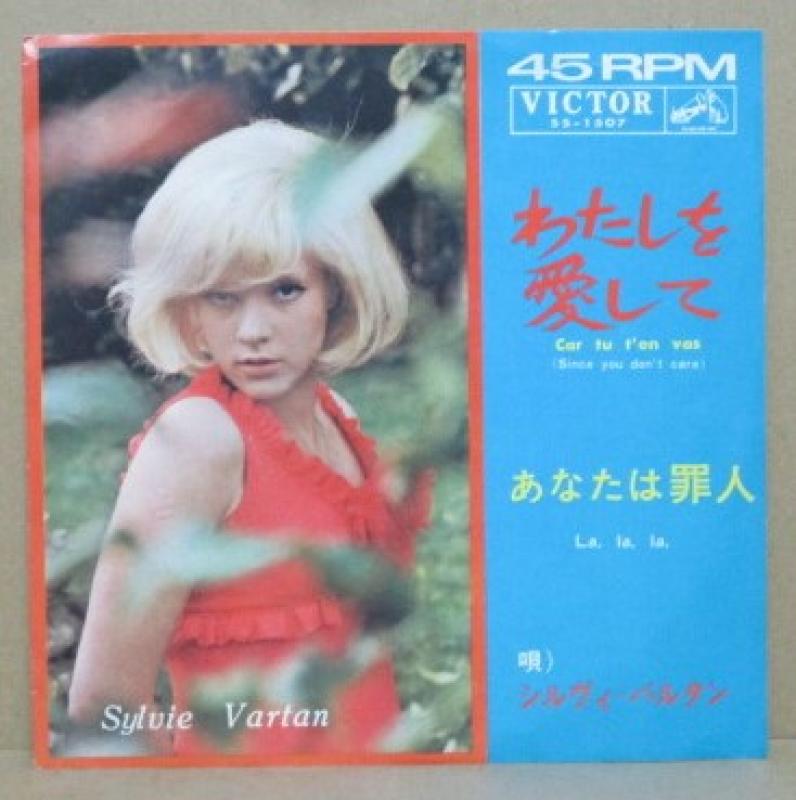 45 RPM
VICTOR
SS-1507
わたしを
愛して
Car tu t'en vas
(Since you don't care)
あなたは罪人
La, la, la,
唄)
シルヴィ・バルタン
Sylvie Vartan